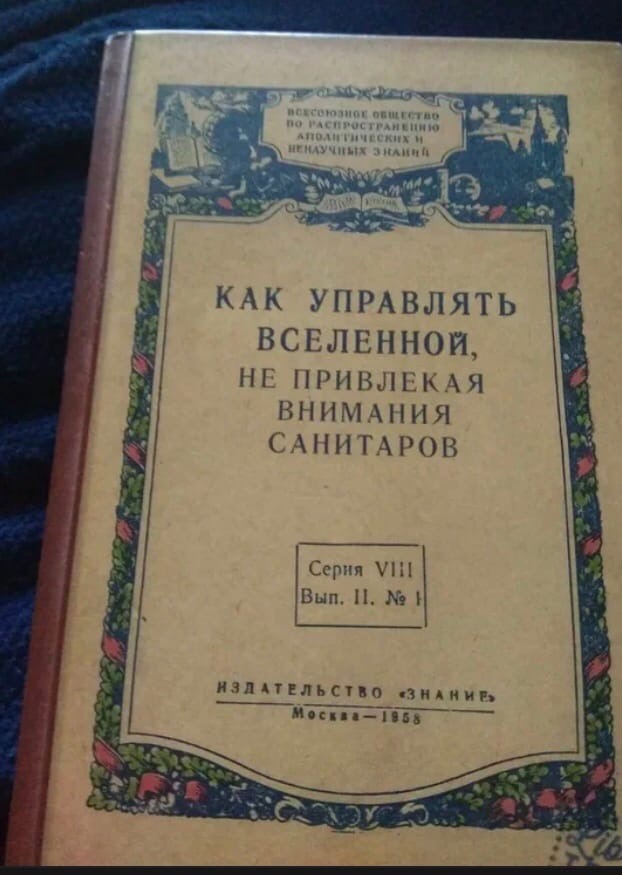 ВСЕСОЮЗНОЕ ОБЩЕСТВО
ПО РАСПРОСТРАНЕНИЮ
АПОЛИТИЧЕСКИХ И
НЕНАУЧНЫХ ЗНАНИЙ
КАК УПРАВЛЯТЬ
ВСЕЛЕННОЙ,
НЕ ПРИВЛЕКАЯ
ВНИМАНИЯ
САНИТАРОВ
Серия VIII
Вып. II. № 1
ИЗДАТЕЛЬСТВО «ЗНАНИЕ»
Москва—1958